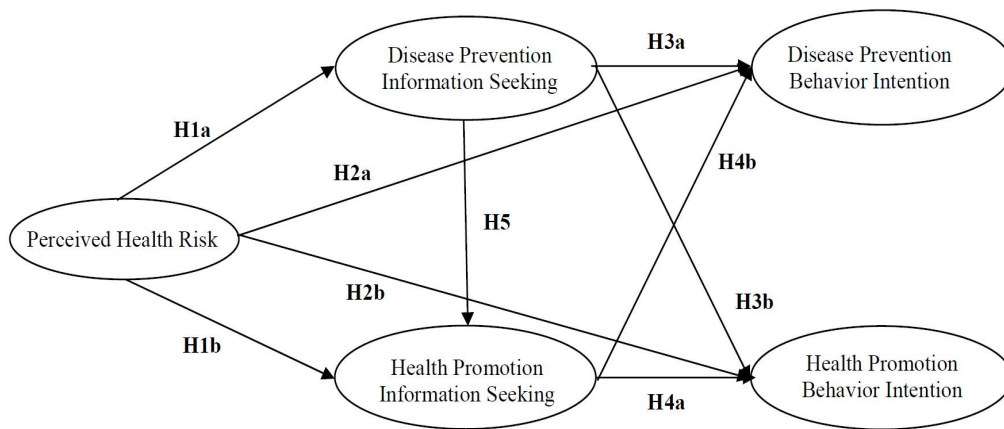 Disease Prevention
Information Seeking
H3a
Disease Prevention
Behavior Intention
H1a
H2a
H4b
Perceived Health Risk
H5
H2b
H3b
H1b
Health Promotion
Information Seeking
H4a
Health Promotion
Behavior Intention